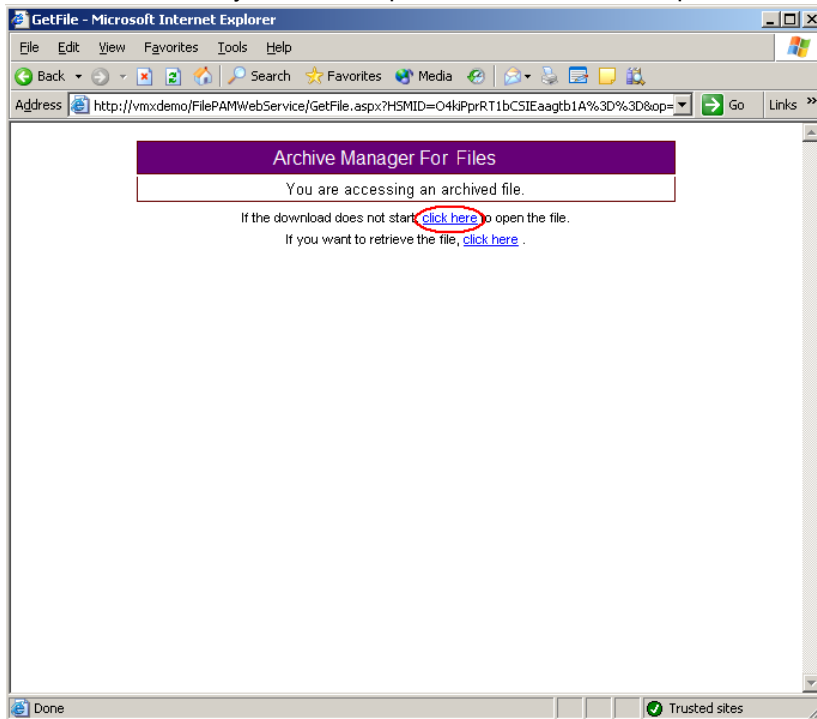 GetFile - Microsoft Internet Explorer
File Edit View Favorites Tools Help
Back Search Favorites Media
Address http://vmxdemo/FilePAMWebService/GetFile.aspx?HSMID=O4kiPprRT1bCSIEaagtb1A%3D%3D&op= Go Links »
Archive Manager For Files
You are accessing an archived file.
If the download does not start, click here to open the file.
If you want to retrieve the file, click here .
Done Trusted sites